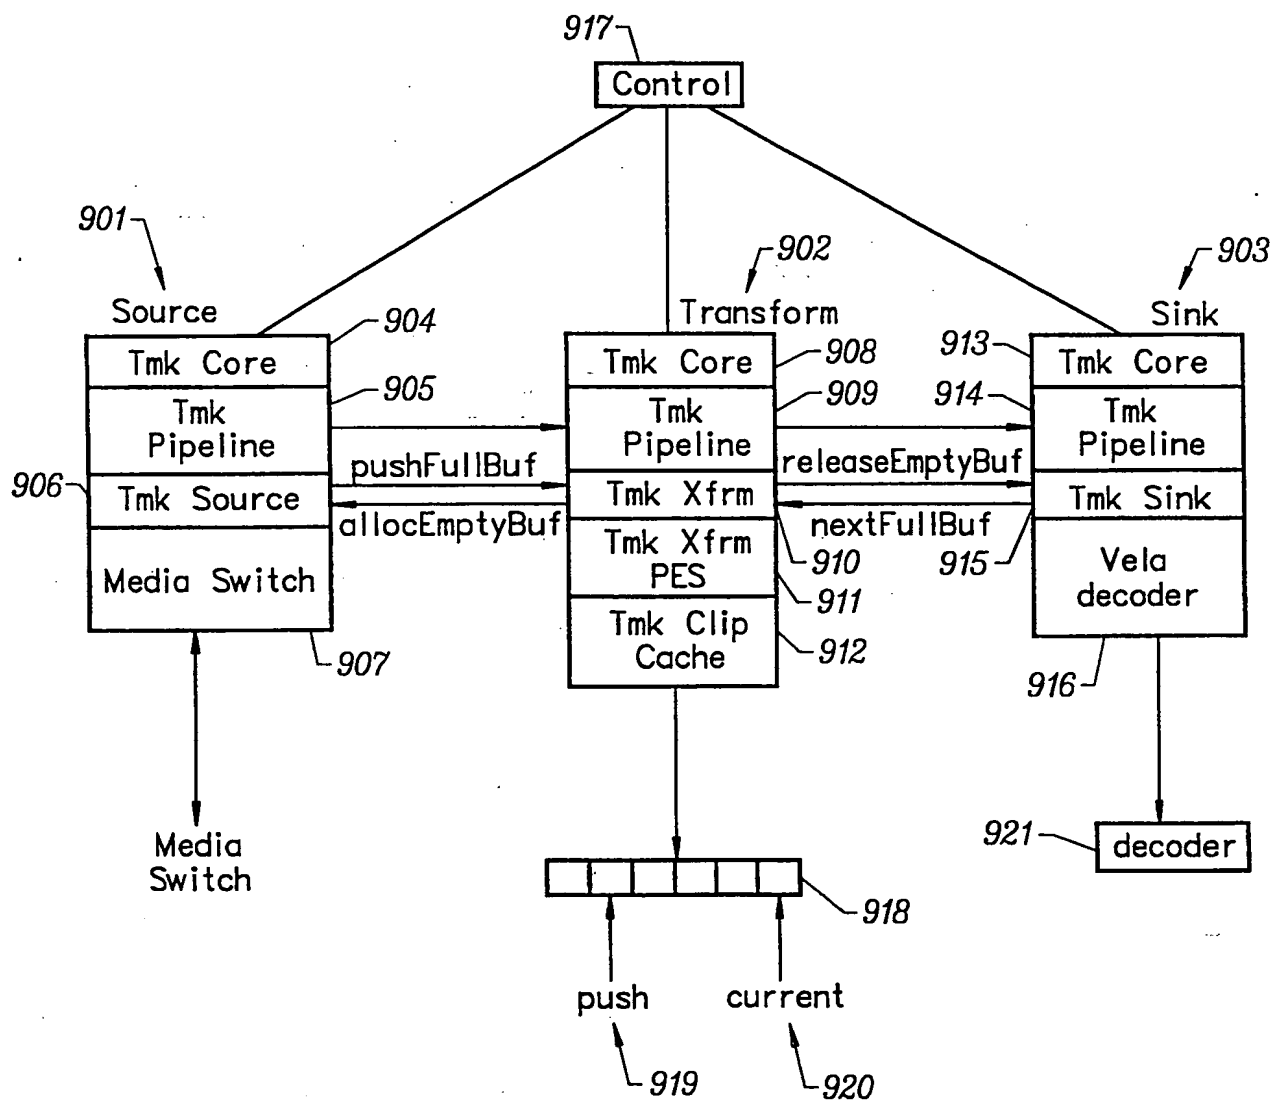 917
Control
901
902
903
Source
Transform
Sink
904
908
913
Tmk Core
Tmk Core
Tmk Core
905
909
914
Tmk
Pipeline
Tmk
Pipeline
Tmk
Pipeline
pushFullBuf
releaseEmptyBuf
906
Tmk Source
Tmk Xfrm
Tmk Sink
allocEmptyBuf
nextFullBuf
910
915
Media Switch
Tmk Xfrm
PES
Vela
decoder
911
Tmk Clip
Cache
912
907
916
Media
Switch
921
decoder
918
push
current
919
920